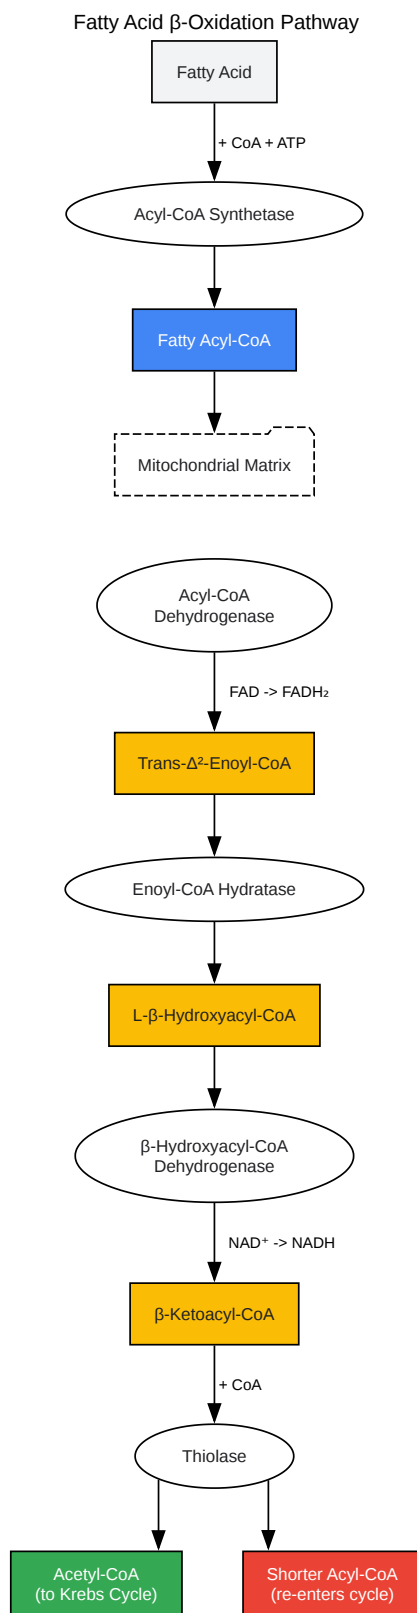 Fatty Acid β-Oxidation Pathway
Fatty Acid
+ CoA + ATP
Acyl-CoA Synthetase
Fatty Acyl-CoA
Mitochondrial Matrix
Acyl-CoA
Dehydrogenase
FAD -> FADH₂
Trans-Δ²-Enoyl-CoA
Enoyl-CoA Hydratase
L-β-Hydroxyacyl-CoA
β-Hydroxyacyl-CoA
Dehydrogenase
NAD⁺ -> NADH
β-Ketoacyl-CoA
+ CoA
Thiolase
Acetyl-CoA
(to Krebs Cycle)
Shorter Acyl-CoA
(re-enters cycle)